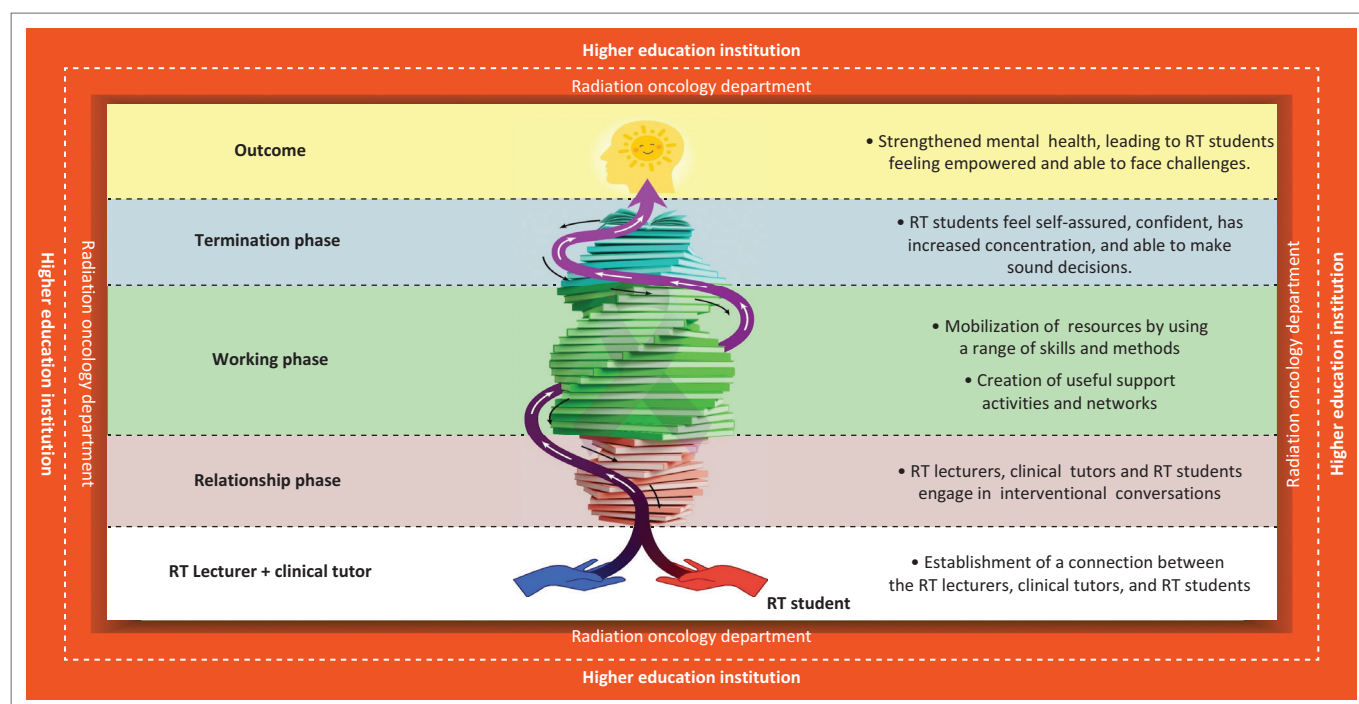 Higher education institution
Radiation oncology department
Higher education institution
Radiation oncology department
Outcome
• Strengthened mental health, leading to RT students
feeling empowered and able to face challenges.
Termination phase
• RT students feel self-assured, confident, has
increased concentration, and able to make
sound decisions.
Working phase
• Mobilization of resources by using
a range of skills and methods
• Creation of useful support
activities and networks
Relationship phase
• RT lecturers, clinical tutors and RT students
engage in interventional conversations
RT Lecturer + clinical tutor
RT student
• Establishment of a connection between
the RT lecturers, clinical tutors, and RT students
Radiation oncology department
Higher education institution
Radiation oncology department
Higher education institution